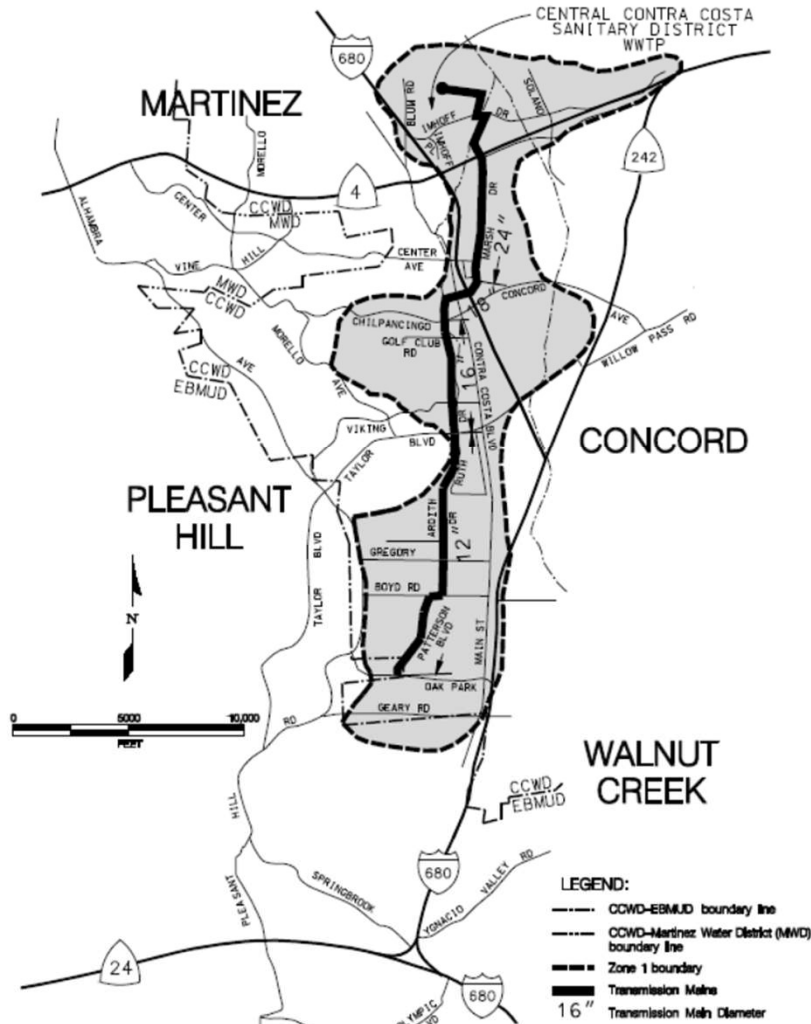 CENTRAL CONTRA COSTA
SANITARY DISTRICT
WWTP
680
MARTINEZ
BLUM RD
SOLANO
IMHOFF DR
IMHOFF PL
242
MORELLO
4
ALHAMBRA
AVE
CENTER
CCWD
MWD
MARSH DR
24"
CENTER
AVE
VINE HILL
MWD
CCWD
18"
CONCORD
AVE
CHILPANCINGO
GOLF CLUB
RD
WILLOW PASS RD
MORELLO
AVE
16"
CONTRA COSTA BLVD
CCWD
EBMUD
DR
RUTH
VIKING
TAYLOR BLVD
CONCORD
PLEASANT
HILL
ARDITH
DR
12"
GREGORY
TAYLOR BLVD
BOYD RD
N
PATTERSON
BLVD
MAIN ST
OAK PARK
GEARY RD
0 5000 10,000
FEET
RD
WALNUT
CREEK
CCWD
EBMUD
HILL
PLEASANT
SPRINGBROOK
680
YGNACIO VALLEY RD
24
680
LEGEND:
CCWD-EBMUD boundary line
CCWD-Martinez Water District (MWD)
boundary line
Zone 1 boundary
Transmission Mains
16" Transmission Main Diameter